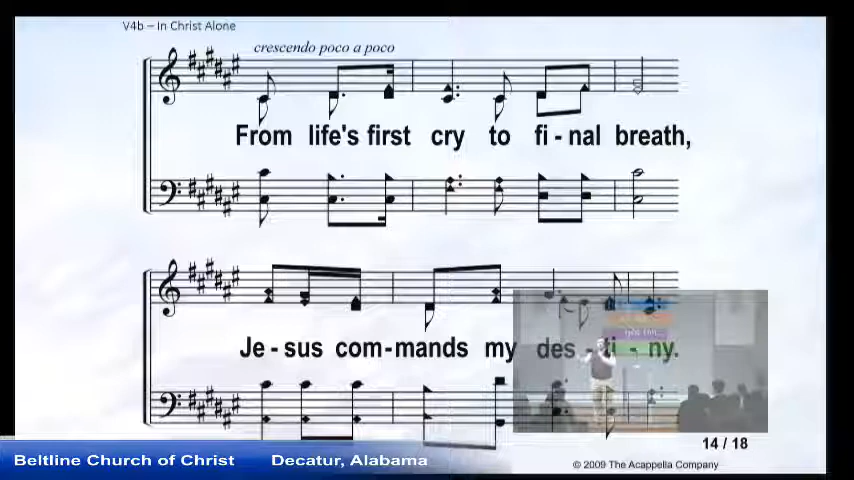 V4b – In Christ Alone
crescendo poco a poco
From life's first cry to fi - nal breath,
Je - sus com - mands my des - ti - ny.
14 / 18
Beltline Church of Christ Decatur, Alabama
© 2009 The Acappella Company